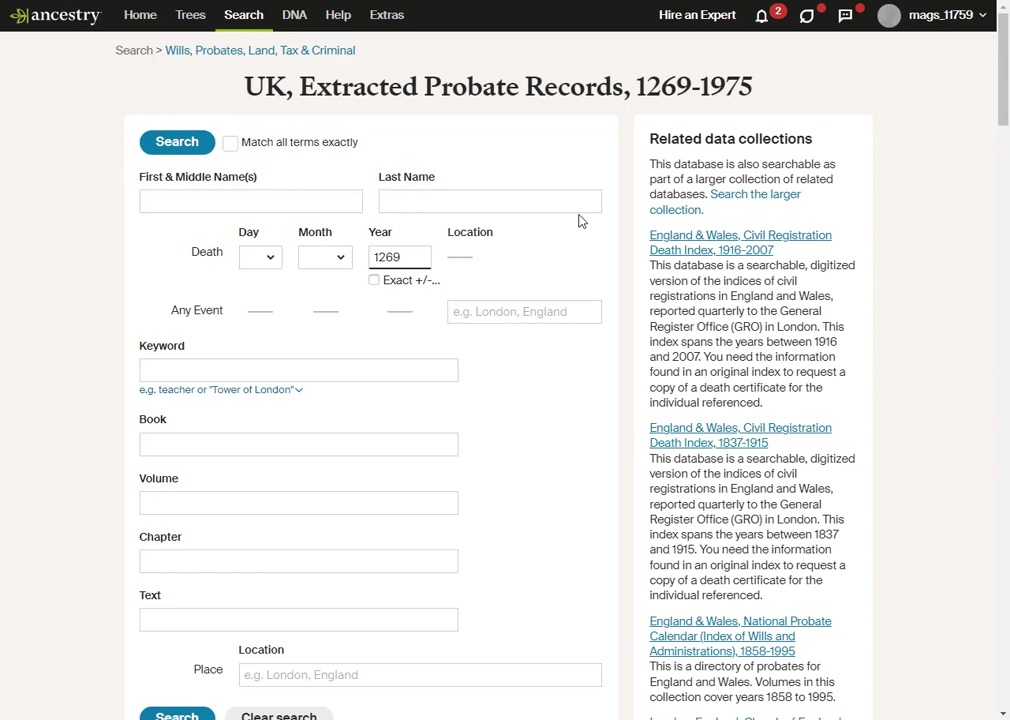 ancestry Home Trees Search DNA Help Extras Hire an Expert 2 mags_11759
Search > Wills, Probates, Land, Tax & Criminal
UK, Extracted Probate Records, 1269-1975
Search Match all terms exactly
First & Middle Name(s) Last Name
Day Month Year Location
Death 1269
Exact +/-...
Any Event e.g. London, England
Keyword
e.g. teacher or "Tower of London"
Book
Volume
Chapter
Text
Location
Place e.g. London, England
Search Clear search
Related data collections
This database is also searchable as
part of a larger collection of related
databases. Search the larger
collection.
England & Wales, Civil Registration
Death Index, 1916-2007
This database is a searchable, digitized
version of the indices of civil
registrations in England and Wales,
reported quarterly to the General
Register Office (GRO) in London. This
index spans the years between 1916
and 2007. You need the information
found in an original index to request a
copy of a death certificate for the
individual referenced.
England & Wales, Civil Registration
Death Index, 1837-1915
This database is a searchable, digitized
version of the indices of civil
registrations in England and Wales,
reported quarterly to the General
Register Office (GRO) in London. This
index spans the years between 1837
and 1915. You need the information
found in an original index to request a
copy of a death certificate for the
individual referenced.
England & Wales, National Probate
Calendar (Index of Wills and
Administrations), 1858-1995
This is a directory of probates for
England and Wales. Volumes in this
collection cover years 1858 to 1995.